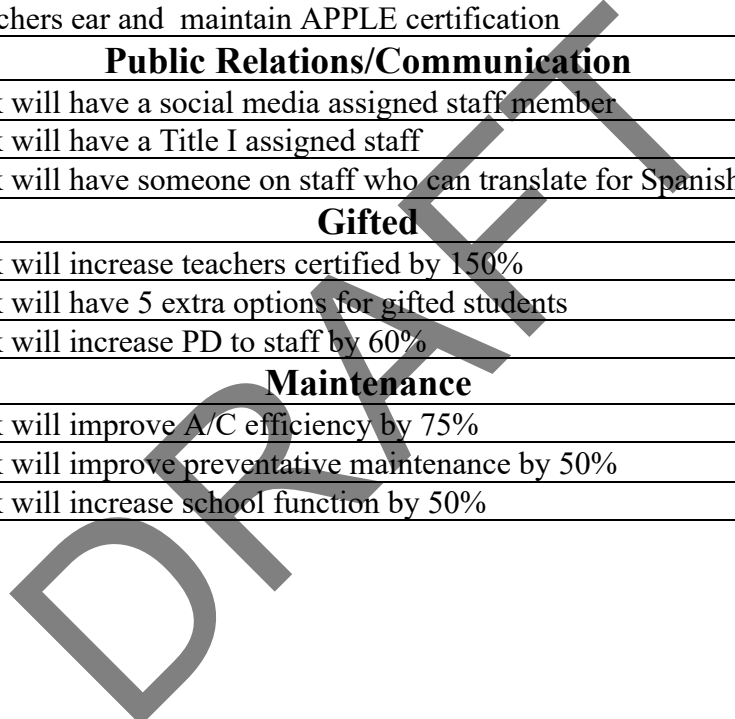 chers ear and maintain APPLE certification
Public Relations/Communication
will have a social media assigned staff member
will have a Title I assigned staff
will have someone on staff who can translate for Spanish
Gifted
will increase teachers certified by 150%
will have 5 extra options for gifted students
will increase PD to staff by 60%
Maintenance
will improve A/C efficiency by 75%
will improve preventative maintenance by 50%
will increase school function by 50%
DRAFT